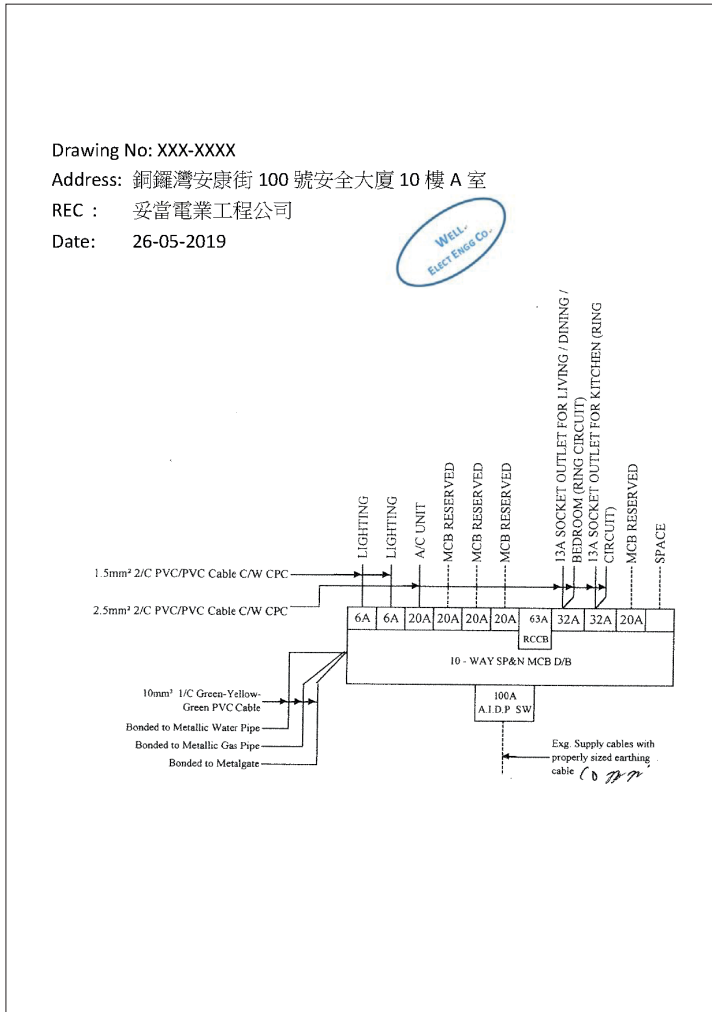 Drawing No: XXX-XXXX
Address: 銅鑼灣安康街 100 號安全大廈 10 樓 A 室
REC : 妥當電業工程公司
Date: 26-05-2019
WELL-
ELECT ENGG CO.
LIGHTING
LIGHTING
A/C UNIT
MCB RESERVED
MCB RESERVED
MCB RESERVED
13A SOCKET OUTLET FOR LIVING / DINING /
BEDROOM (RING CIRCUIT)
13A SOCKET OUTLET FOR KITCHEN (RING
CIRCUIT)
MCB RESERVED
SPACE
1.5mm² 2/C PVC/PVC Cable C/W CPC
2.5mm² 2/C PVC/PVC Cable C/W CPC
6A 6A 20A 20A 20A 20A 63A 32A 32A 20A
RCCB
10 - WAY SP&N MCB D/B
10mm² 1/C Green-Yellow-
Green PVC Cable
Bonded to Metallic Water Pipe
Bonded to Metallic Gas Pipe
Bonded to Metalgate
100A
A.I.D.P SW
Exg. Supply cables with
properly sized earthing
cable